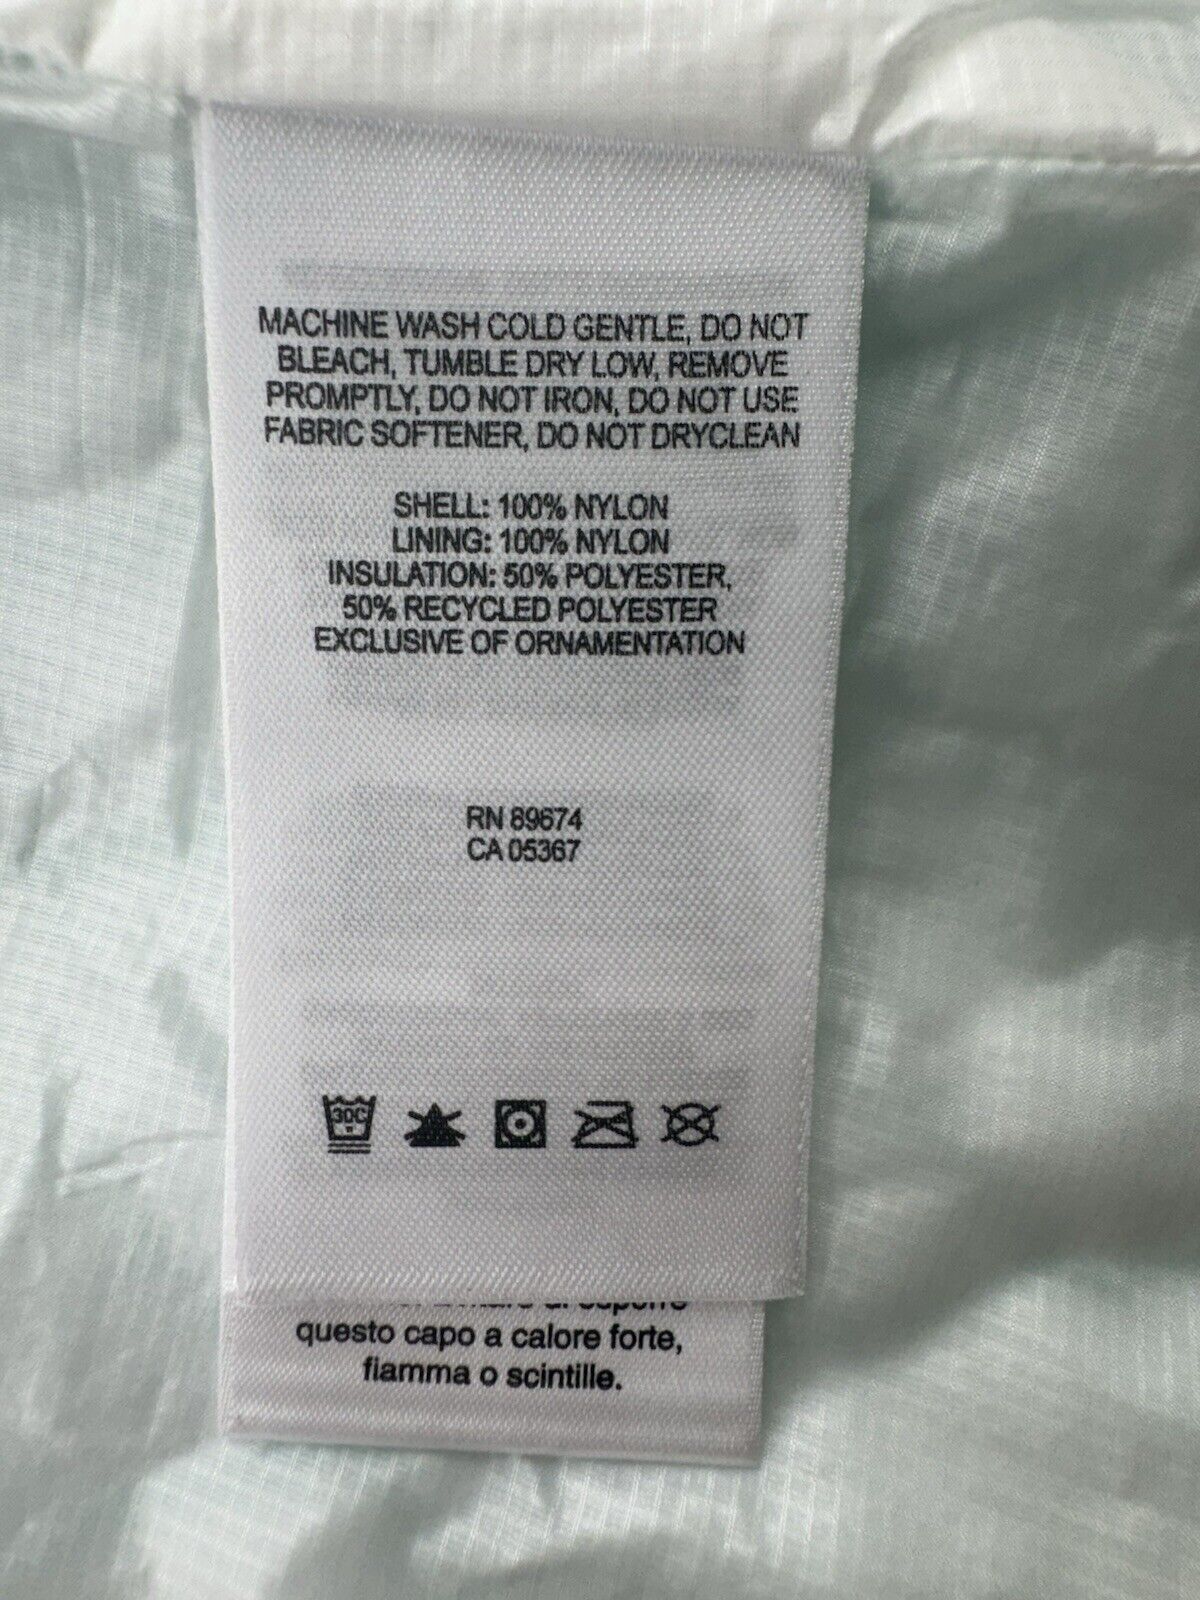 MACHINE WASH COLD GENTLE, DO NOT
BLEACH, TUMBLE DRY LOW, REMOVE
PROMPTLY, DO NOT IRON, DO NOT USE
FABRIC SOFTENER, DO NOT DRYCLEAN
SHELL: 100% NYLON
LINING: 100% NYLON
INSULATION: 50% POLYESTER,
50% RECYCLED POLYESTER
EXCLUSIVE OF ORNAMENTATION
RN 89674
CA 05367
30C
questo capo a calore forte,
fiamma o scintille.